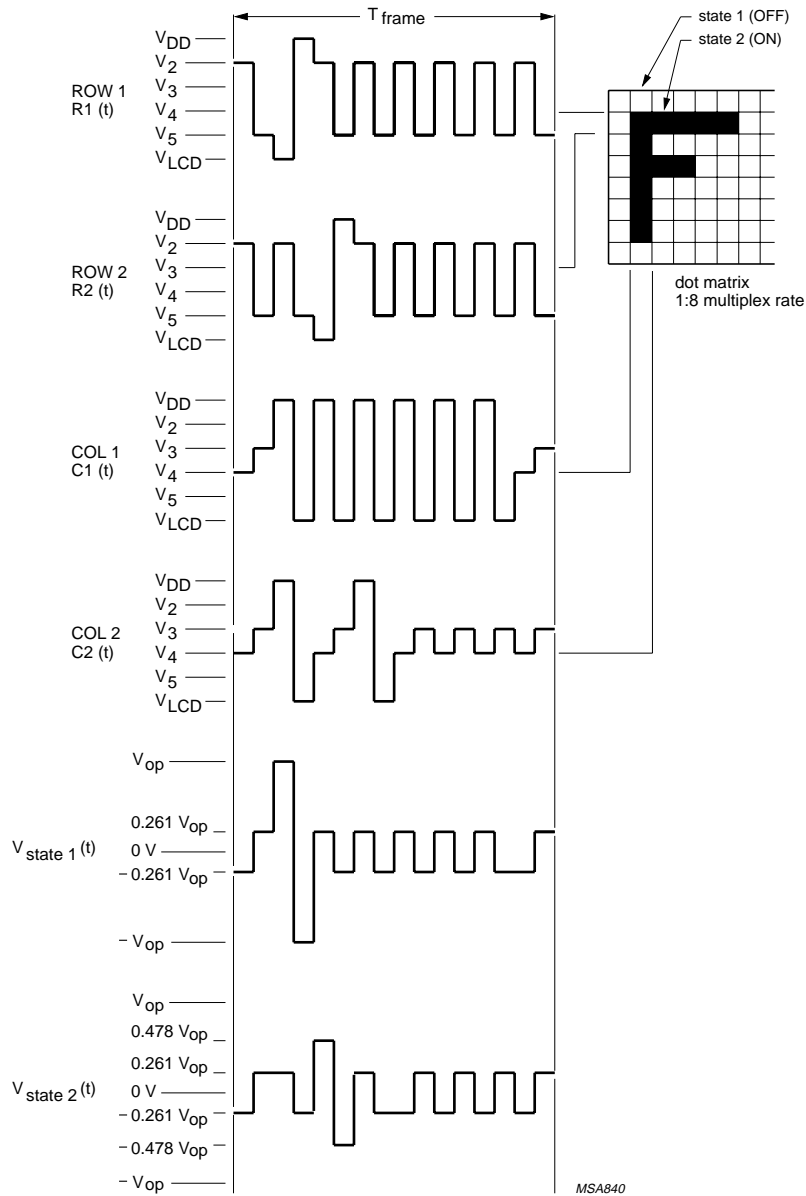 T frame
state 1 (OFF)
state 2 (ON)
ROW 1
R1 (t)
VDD
V2
V3
V4
V5
VLCD
ROW 2
R2 (t)
VDD
V2
V3
V4
V5
VLCD
dot matrix
1:8 multiplex rate
COL 1
C1 (t)
VDD
V2
V3
V4
V5
VLCD
COL 2
C2 (t)
VDD
V2
V3
V4
V5
VLCD
Vstate 1(t)
Vop
0.261 Vop
0 V
− 0.261 Vop
− Vop
Vstate 2(t)
Vop
0.478 Vop
0.261 Vop
0 V
− 0.261 Vop
− 0.478 Vop
− Vop
MSA840